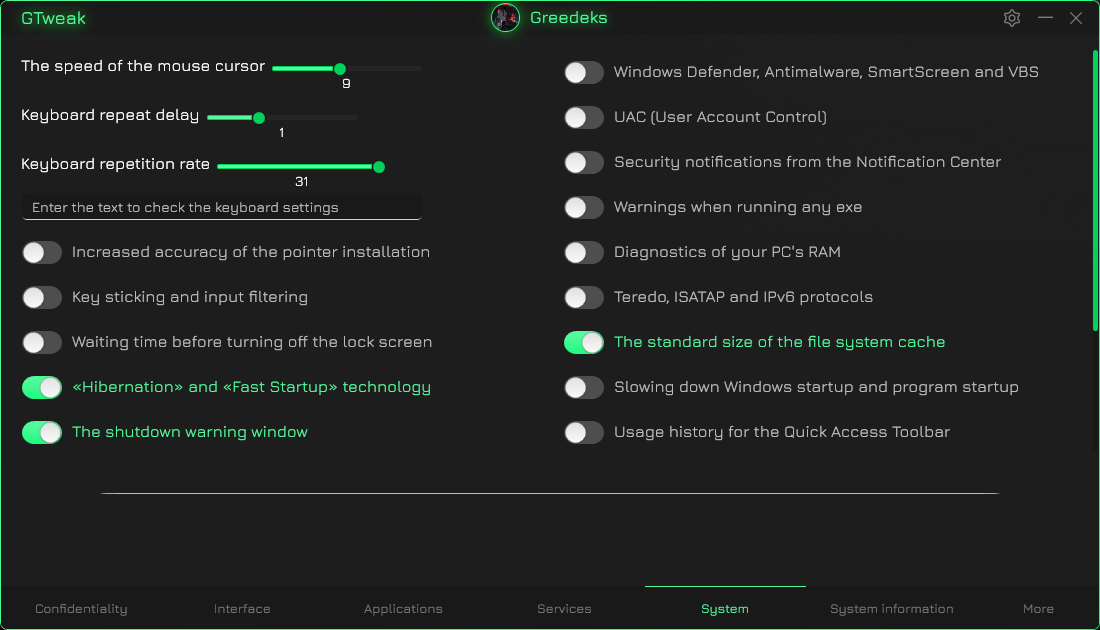 GTweak
Greedeks
The speed of the mouse cursor
9
Keyboard repeat delay
1
Keyboard repetition rate
31
Enter the text to check the keyboard settings
Increased accuracy of the pointer installation
Key sticking and input filtering
Waiting time before turning off the lock screen
«Hibernation» and «Fast Startup» technology
The shutdown warning window
Windows Defender, Antimalware, SmartScreen and VBS
UAC (User Account Control)
Security notifications from the Notification Center
Warnings when running any exe
Diagnostics of your PC's RAM
Teredo, ISATAP and IPv6 protocols
The standard size of the file system cache
Slowing down Windows startup and program startup
Usage history for the Quick Access Toolbar
Confidentiality
Interface
Applications
Services
System
System information
More